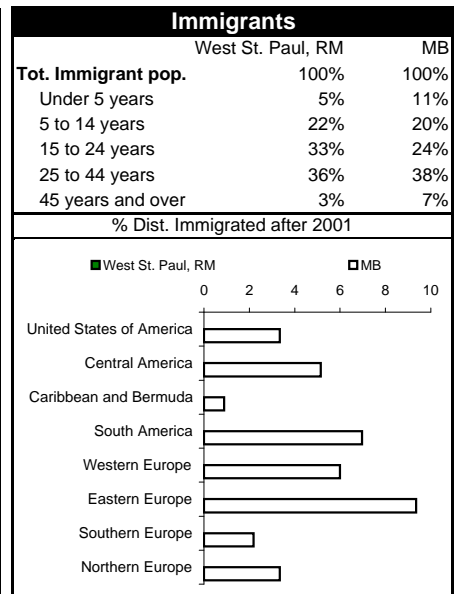 Immigrants
West St. Paul, RM MB
Tot. Immigrant pop. 100% 100%
Under 5 years 5% 11%
5 to 14 years 22% 20%
15 to 24 years 33% 24%
25 to 44 years 36% 38%
45 years and over 3% 7%
% Dist. Immigrated after 2001
West St. Paul, RM MB
0 2 4 6 8 10
United States of America
Central America
Caribbean and Bermuda
South America
Western Europe
Eastern Europe
Southern Europe
Northern Europe